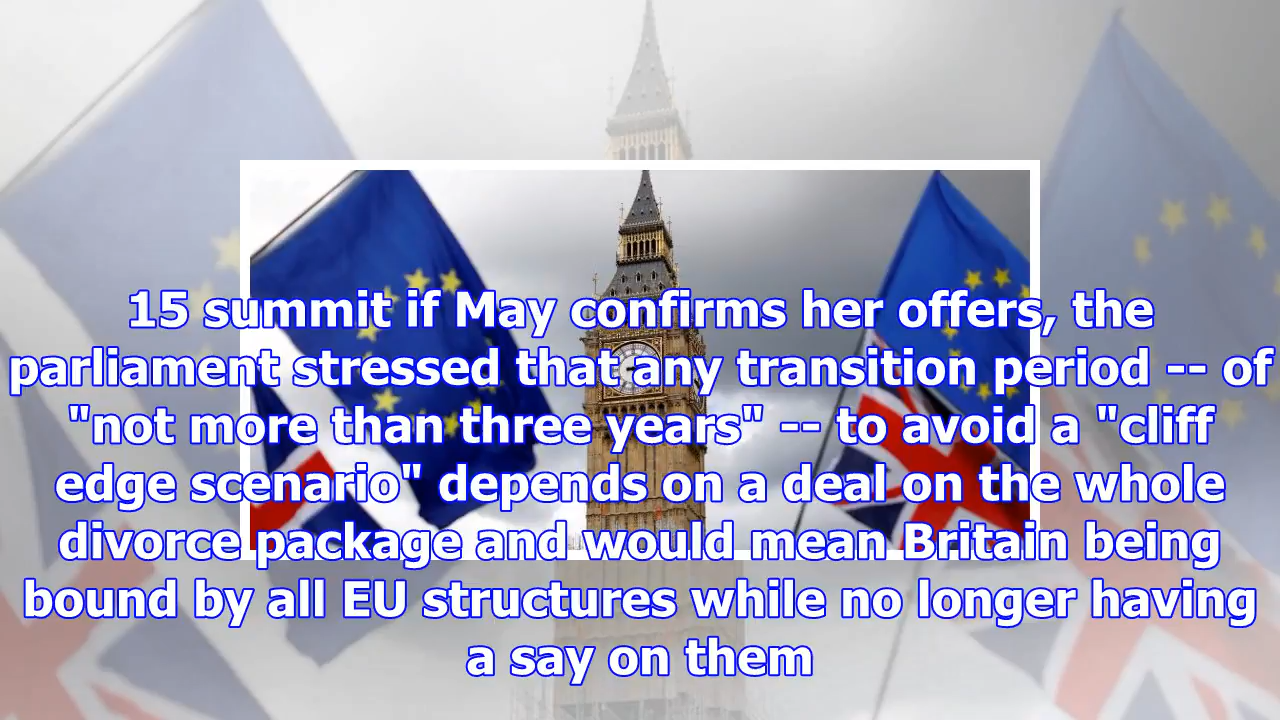 15 summit if May confirms her offers, the
parliament stressed that any transition period -- of
"not more than three years" -- to avoid a "cliff
edge scenario" depends on a deal on the whole
divorce package and would mean Britain being
bound by all EU structures while no longer having
a say on them